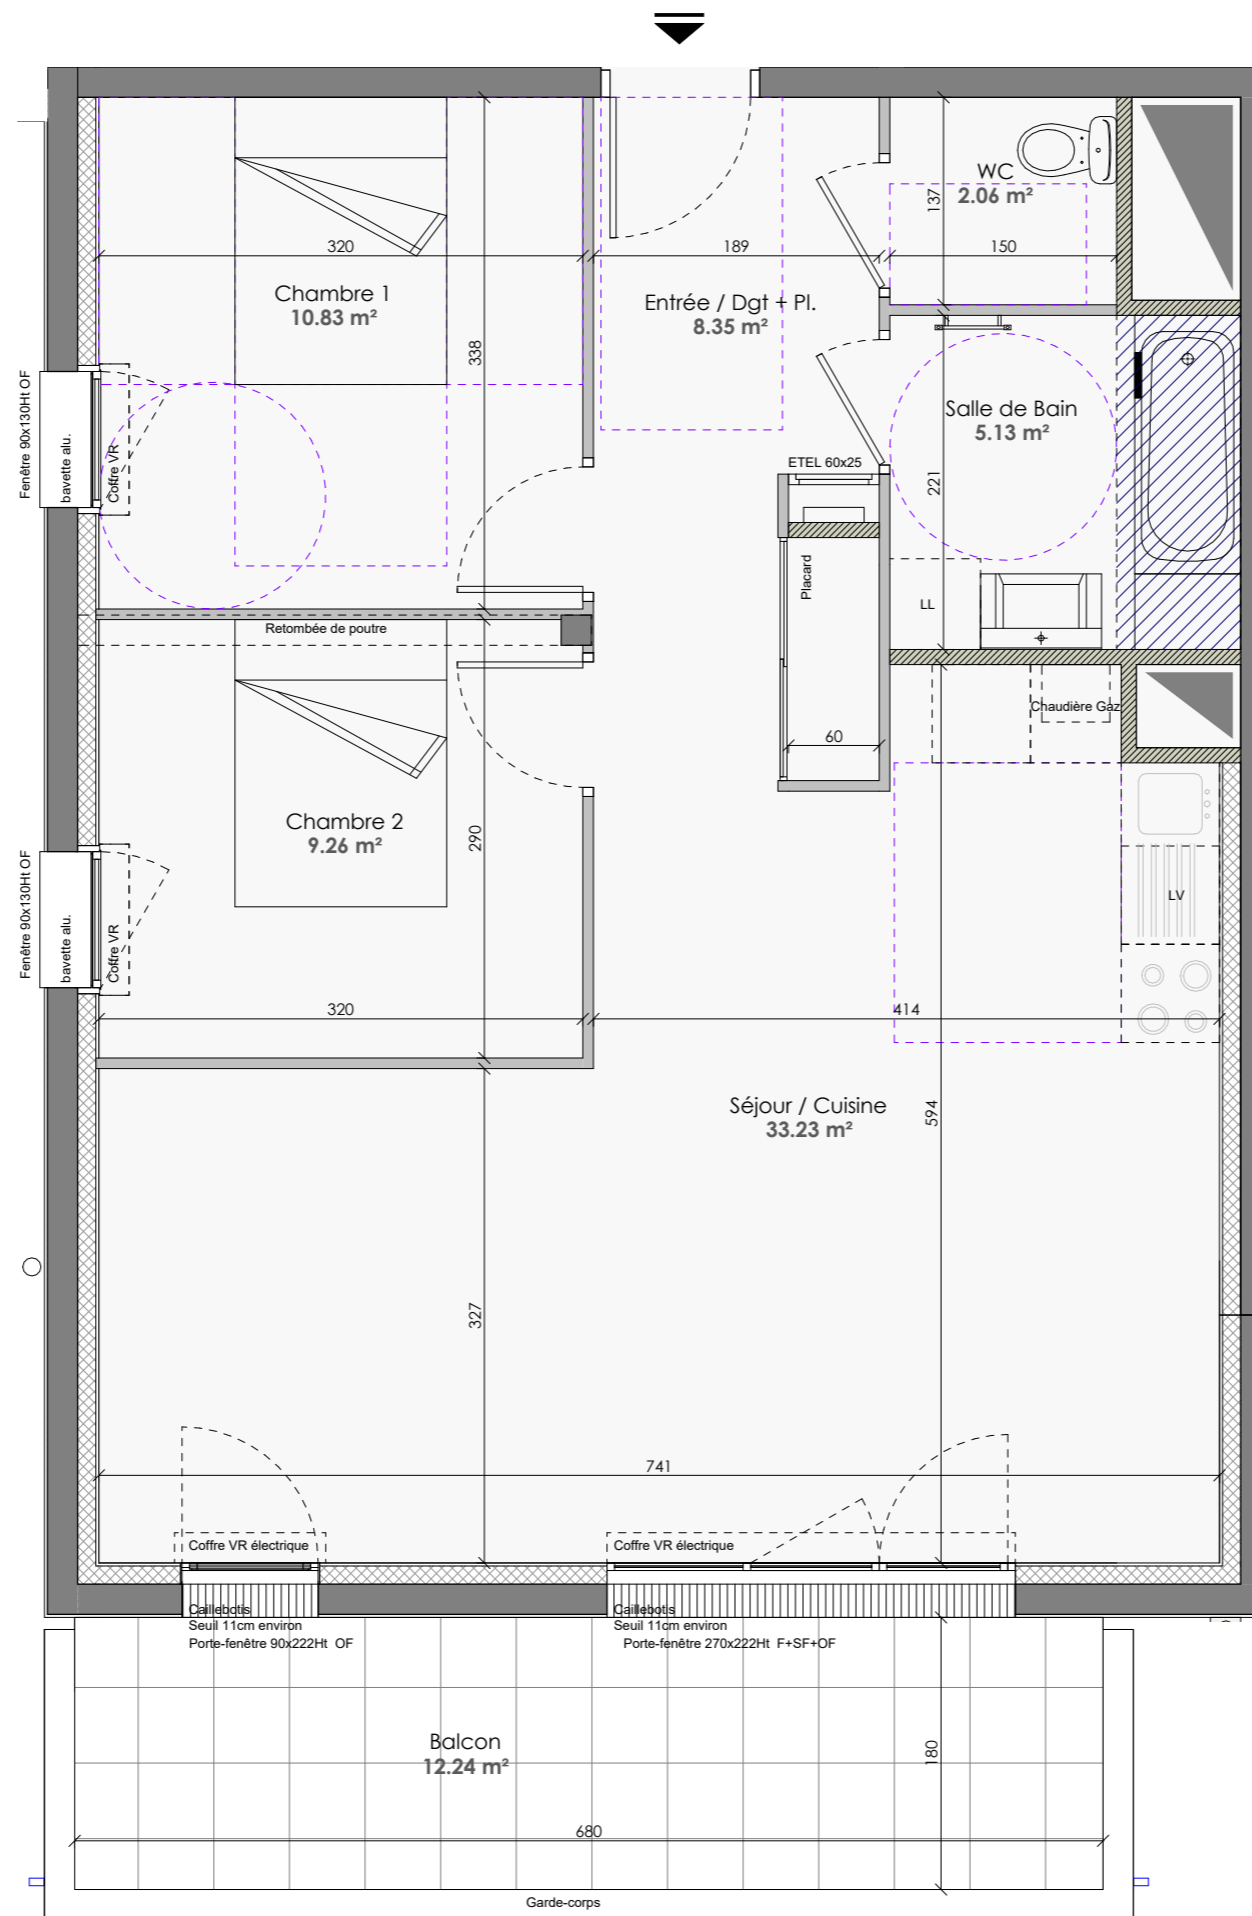 WC
2.06 m²
137
320
189
150
Chambre 1
10.83 m²
Entrée / Dgt + Pl.
8.35 m²
338
Fenêtre 90x130Ht OF
bavette alu.
Coffre VR
Salle de Bain
5.13 m²
ETEL 60x25
221
Placard
LL
Retombée de poutre
Chaudière Gaz
60
Chambre 2
9.26 m²
290
Fenêtre 90x130Ht OF
bavette alu.
Coffre VR
LV
320
414
Séjour / Cuisine
33.23 m²
594
327
741
Coffre VR électrique
Coffre VR électrique
Caillebotis
Seuil 11cm environ
Porte-fenêtre 90x222Ht OF
Caillebotis
Seuil 11cm environ
Porte-fenêtre 270x222Ht F+SF+OF
Balcon
12.24 m²
180
680
Garde-corps